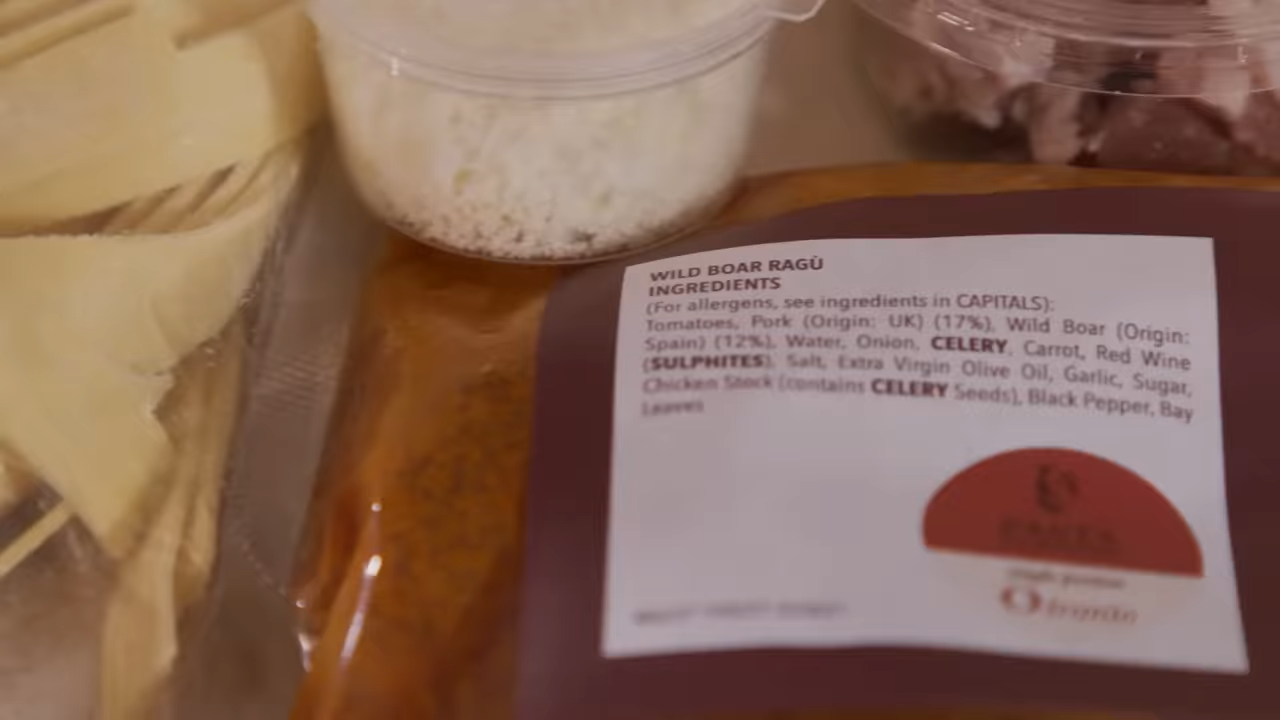 WILD BOAR RAGÙ
INGREDIENTS
(For allergens, see ingredients in CAPITALS):
Tomatoes, Pork (Origin: UK) (17%), Wild Boar (Origin:
Spain) (12%), Water, Onion, CELERY, Carrot, Red Wine
(SULPHITES), Salt, Extra Virgin Olive Oil, Garlic, Sugar,
Chicken Stock (contains CELERY Seeds), Black Pepper, Bay
Leaves
PASTA